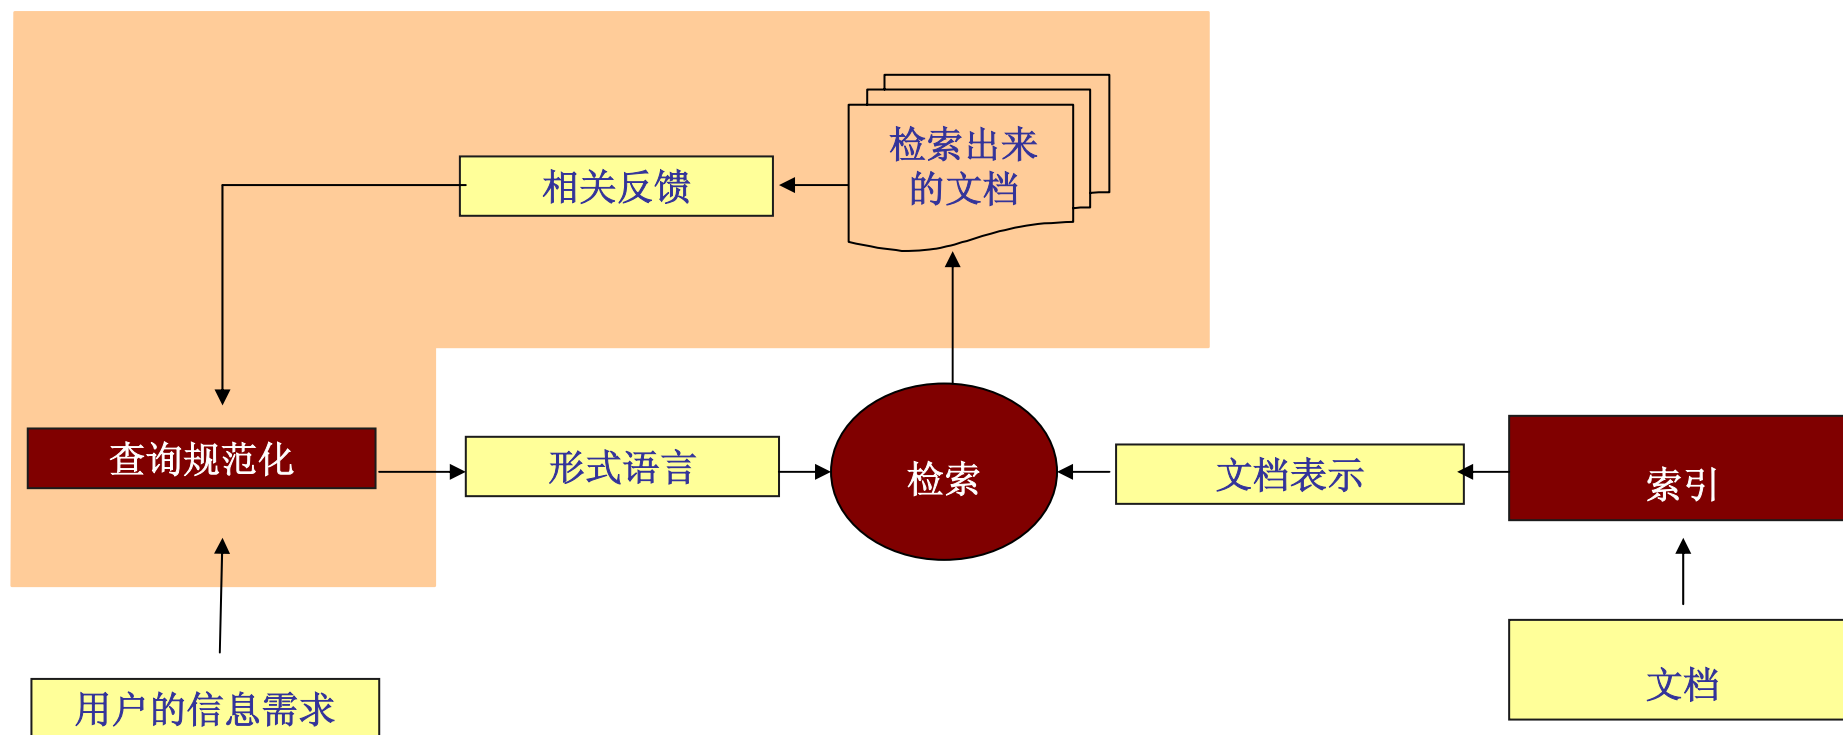 检索出来
的文档
相关反馈
查询规范化
形式语言
检索
文档表示
索引
用户的信息需求
文档